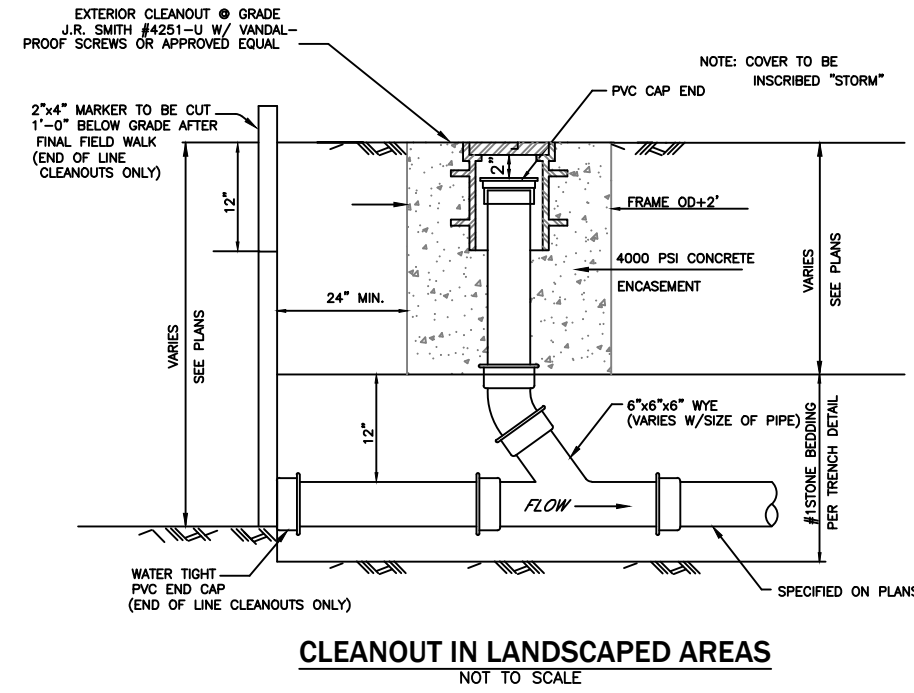 EXTERIOR CLEANOUT @ GRADE
J.R. SMITH #4251-U W/ VANDAL-
PROOF SCREWS OR APPROVED EQUAL
NOTE: COVER TO BE
INSCRIBED "STORM"
PVC CAP END
2"x4" MARKER TO BE CUT
1'-0" BELOW GRADE AFTER
FINAL FIELD WALK
(END OF LINE
CLEANOUTS ONLY)
2"
12"
FRAME OD+2'
4000 PSI CONCRETE
ENCASEMENT
VARIES
SEE PLANS
24" MIN.
VARIES
SEE PLANS
12"
6"x6"x6" WYE
(VARIES W/SIZE OF PIPE)
#1STONE BEDDING
PER TRENCH DETAIL
FLOW
WATER TIGHT
PVC END CAP
(END OF LINE CLEANOUTS ONLY)
SPECIFIED ON PLANS
CLEANOUT IN LANDSCAPED AREAS
NOT TO SCALE